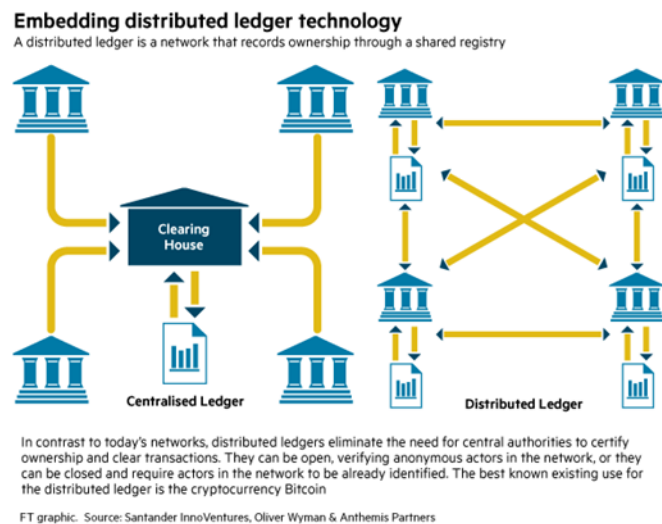 Embedding distributed ledger technology
A distributed ledger is a network that records ownership through a shared registry
Clearing
House
Centralised Ledger
Distributed Ledger
In contrast to today's networks, distributed ledgers eliminate the need for central authorities to certify
ownership and clear transactions. They can be open, verifying anonymous actors in the network, or they
can be closed and require actors in the network to be already identified. The best known existing use for
the distributed ledger is the cryptocurrency Bitcoin
FT graphic. Source: Santander InnoVentures, Oliver Wyman & Anthemis Partners